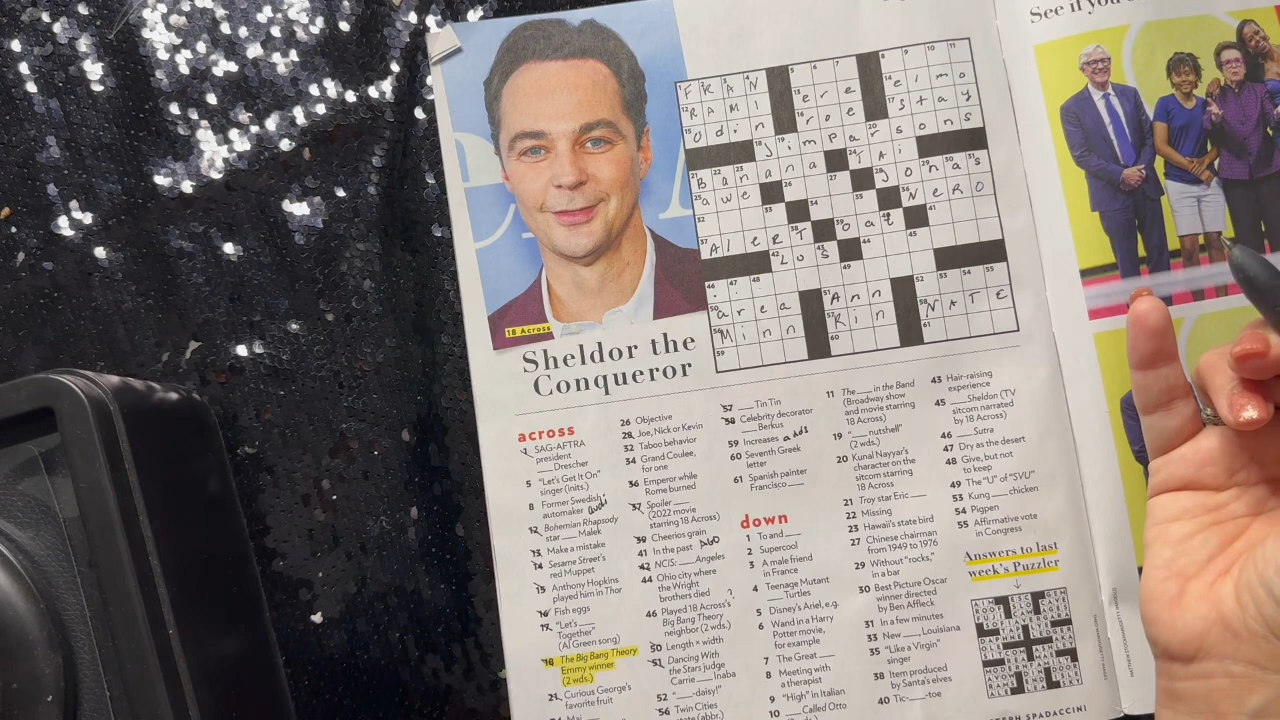 See if you
18 Across
Sheldor the
Conqueror
FRAN
elmo
RAMI
ere
stay
Odin
roe
jimparsons
Banana
TAi
Jonas
awe
NERO
AleRT
oat
Los
area
Ann
NATE
Minn
Rin
across
1 SAG-AFTRA
president
___ Drescher
5 "Let's Get It On"
singer (inits.)
8 Former Swedish
automaker
12 Bohemian Rhapsody
star ___ Malek
13 Make a mistake
14 Sesame Street's
red Muppet
15 Anthony Hopkins
played him in Thor
16 Fish eggs
17 "Let's ___
Together"
(Al Green song)
18 The Big Bang Theory
Emmy winner
(2 wds.)
21 Curious George's
favorite fruit
26 Objective
28 Joe, Nick or Kevin
32 Taboo behavior
34 Grand Coulee,
for one
36 Emperor while
Rome burned
37 Spoiler ___
(2022 movie
starring 18 Across)
39 Cheerios grain
41 In the past
42 NCIS: ___ Angeles
44 Ohio city where
the Wright
brothers died ?
46 Played 18 Across's
neighbor (2 wds.)
50 Length × width
51 Dancing With
the Stars judge
Carrie ___ Inaba
52 "___-daisy!"
56 Twin Cities
57 ___ Tin Tin
58 Celebrity decorator
___ Berkus
59 Increases adds
60 Seventh Greek
letter
61 Spanish painter
Francisco ___
down
1 To and ___
2 Supercool
3 A male friend
in France
4 Teenage Mutant
___ Turtles
5 Disney's Ariel, e.g.
6 Wand in a Harry
Potter movie,
for example
7 The Great ___
8 Meeting with
a therapist
9 "High" in Italian
10 ___ Called Otto
11 The ___ in the Band
(Broadway show
and movie starring
18 Across)
19 "___ nutshell"
(2 wds.)
20 Kunal Nayyar's
character on the
sitcom starring
18 Across
21 Troy star Eric ___
22 Missing
23 Hawaii's state bird
27 Chinese chairman
from 1949 to 1976
29 Without "rocks,"
in a bar
30 Best Picture Oscar
winner directed
by Ben Affleck
31 In a few minutes
33 New ___, Louisiana
35 "Like a Virgin"
singer
38 Item produced
by Santa's elves
40 Tic-___-toe
43 Hair-raising
experience
45 ___ Sheldon (TV
sitcom narrated
by 18 Across)
46 ___ Sutra
47 Dry as the desert
48 Give, but not
to keep
49 The "U" of "SVU"
53 Kung ___ chicken
54 Pigpen
55 Affirmative vote
in Congress
Answers to last
week's Puzzler
SPADACCINI